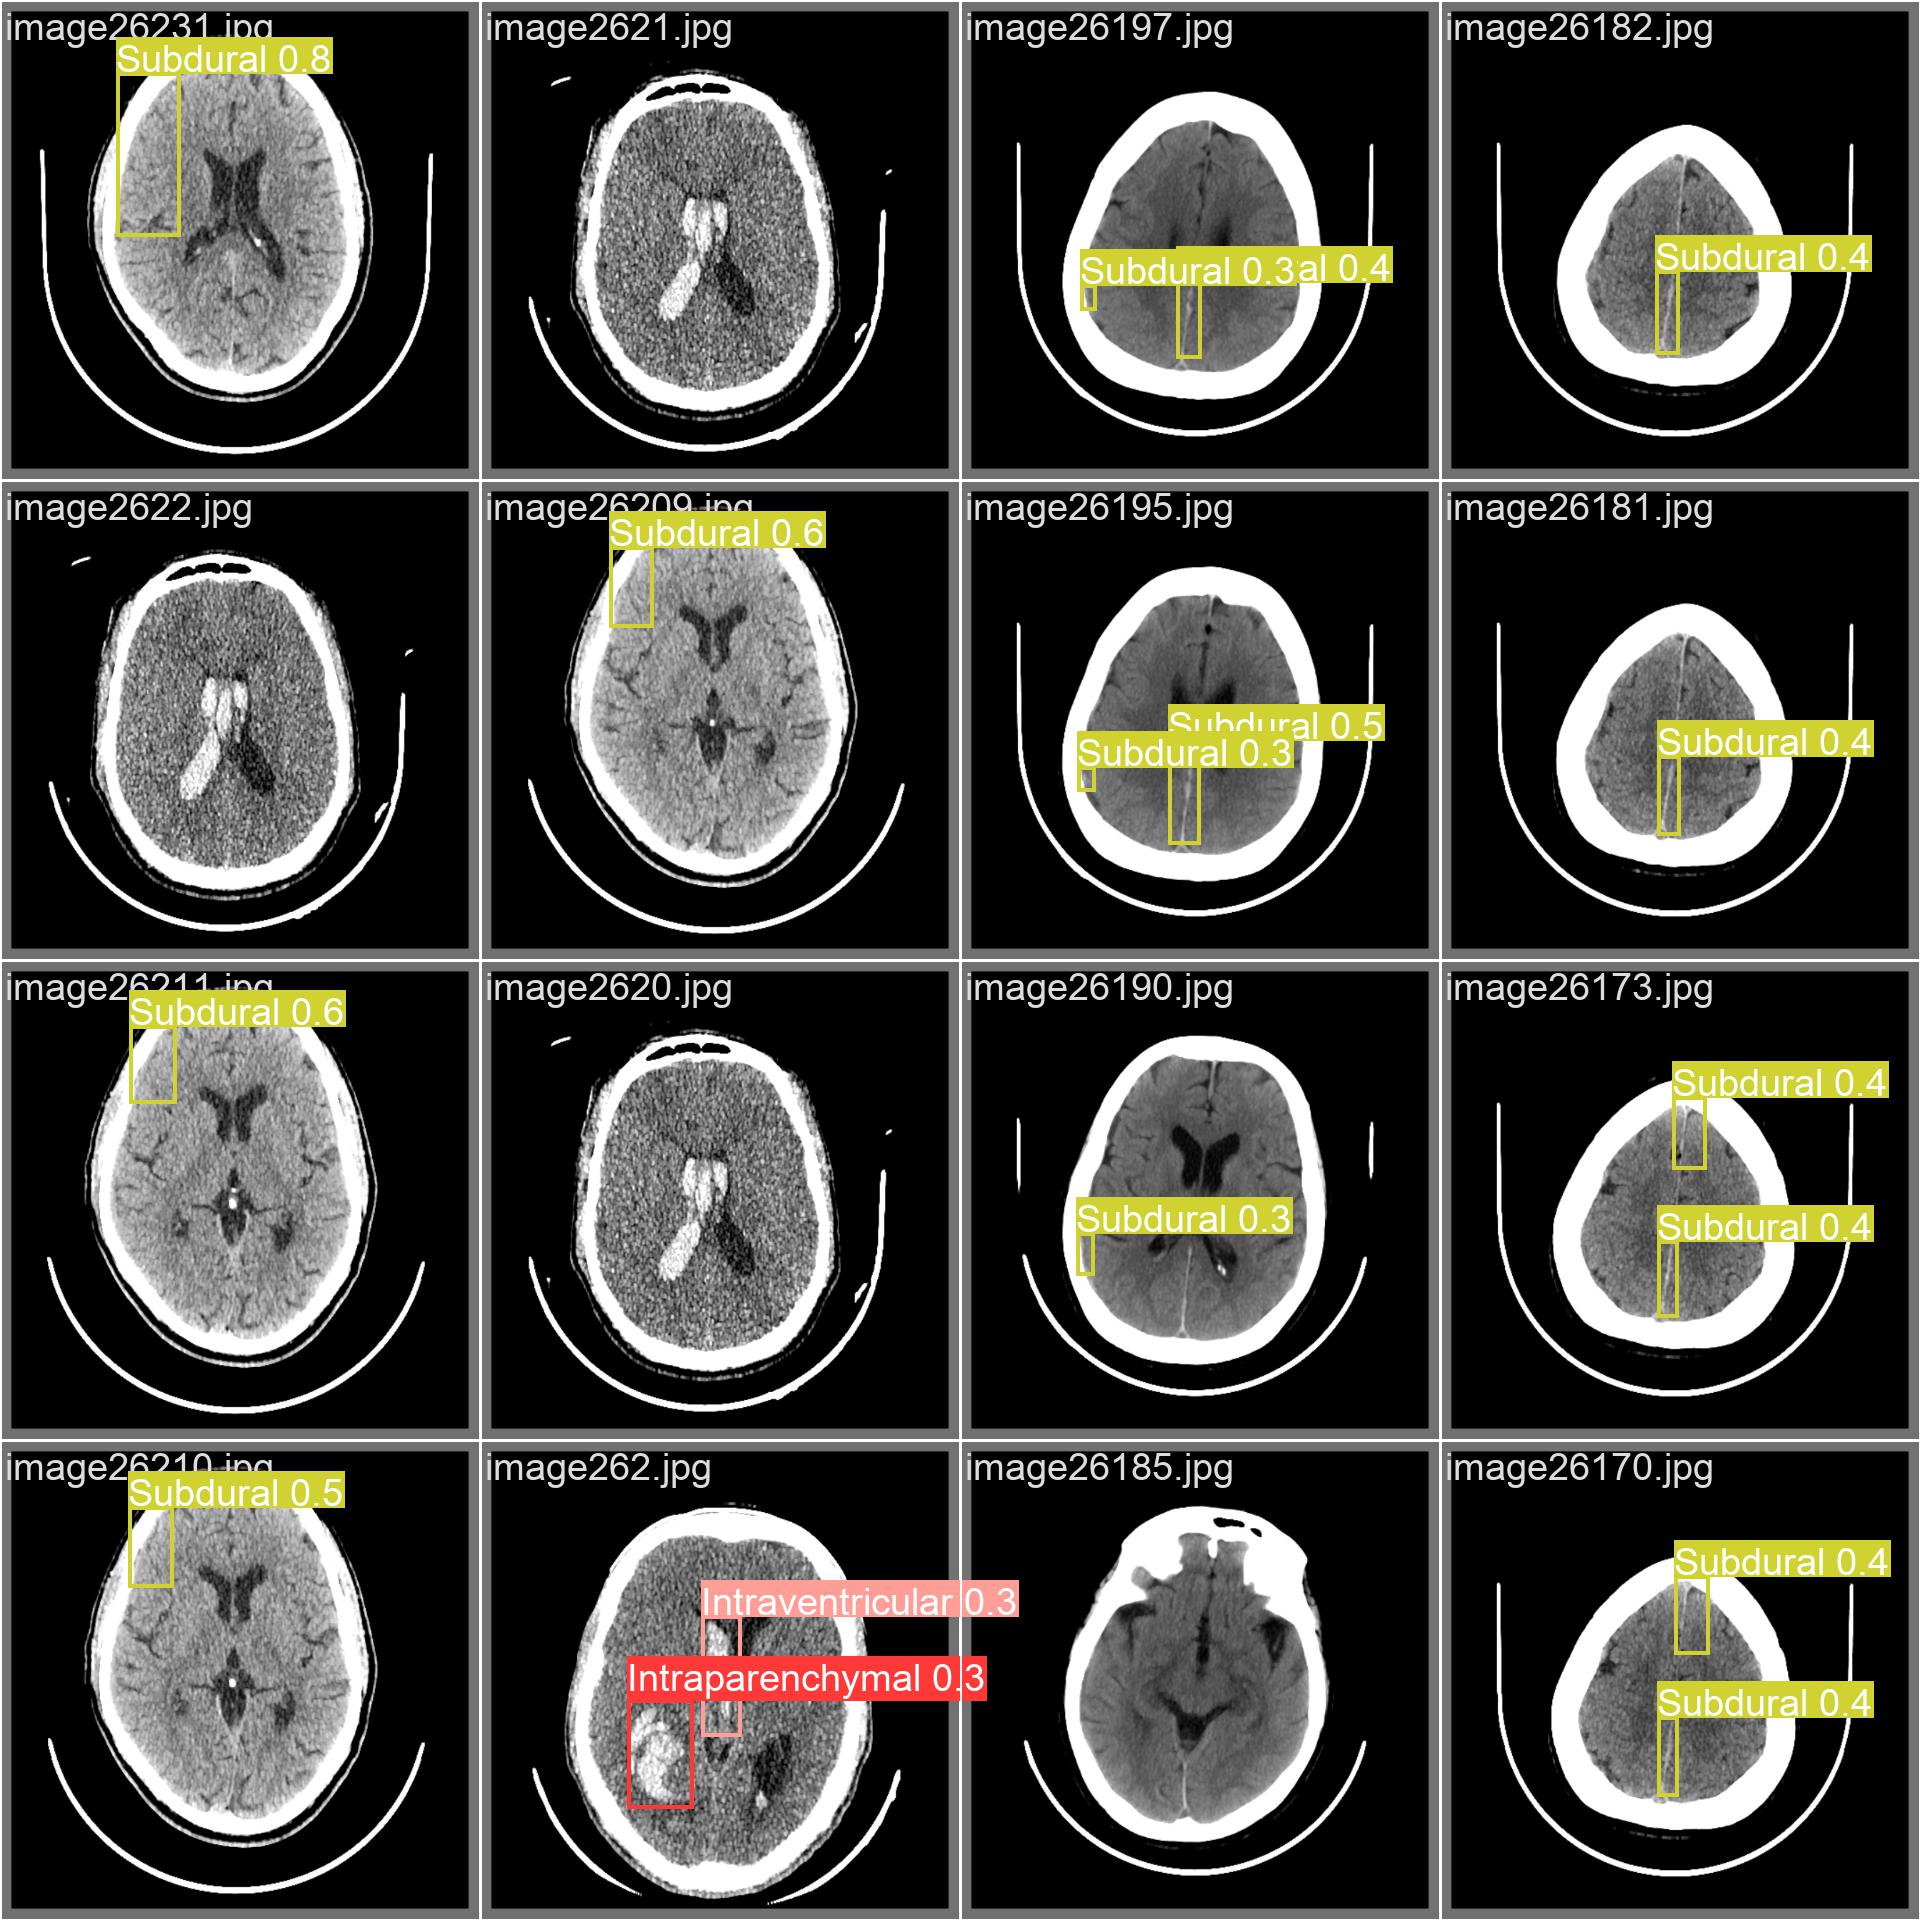 image26231.jpg
Subdural 0.8
image2621.jpg
image26197.jpg
Subdural 0.3
al 0.4
image26182.jpg
Subdural 0.4
image2622.jpg
image26209.jpg
Subdural 0.6
image26195.jpg
Subdural 0.5
Subdural 0.3
image26181.jpg
Subdural 0.4
image26211.jpg
Subdural 0.6
image2620.jpg
image26190.jpg
Subdural 0.3
image26173.jpg
Subdural 0.4
Subdural 0.4
image26210.jpg
Subdural 0.5
image262.jpg
Intraventricular 0.3
Intraparenchymal 0.3
image26185.jpg
image26170.jpg
Subdural 0.4
Subdural 0.4